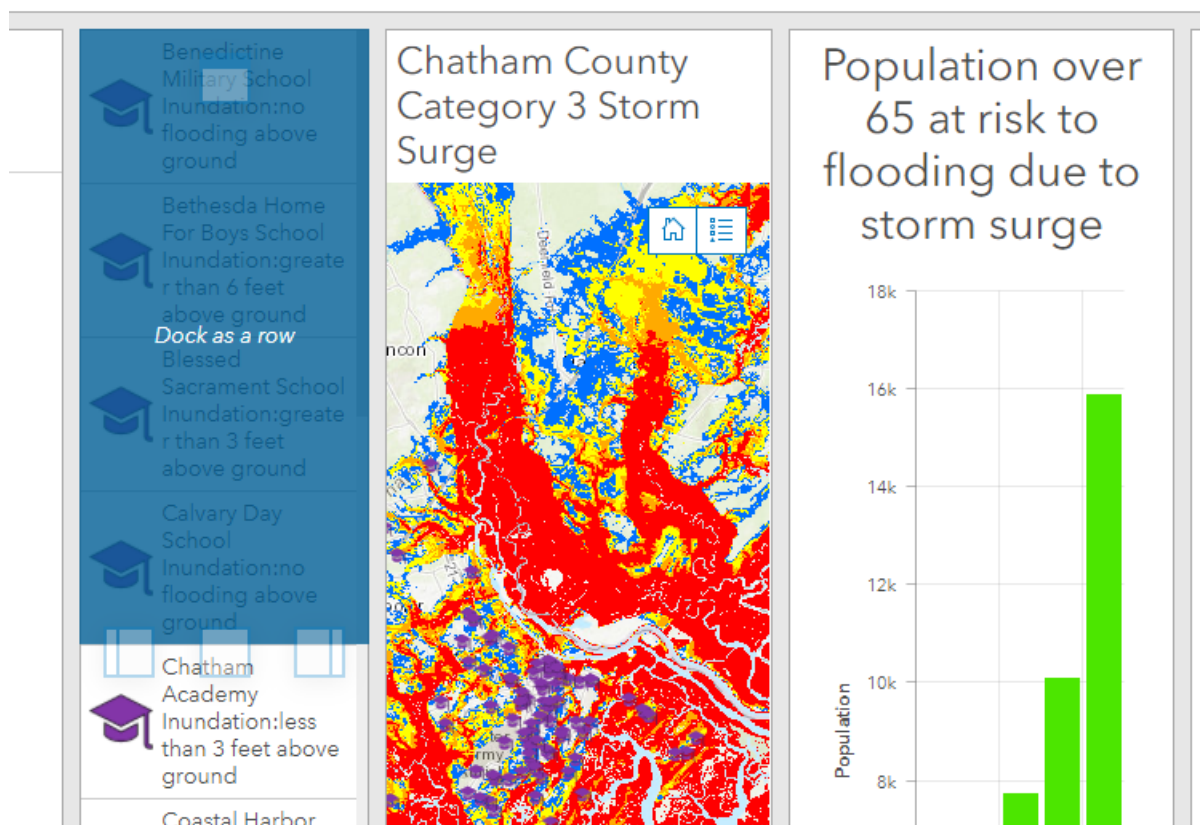 Benedictine
Military School
Inundation:no
flooding above
ground
Bethesda Home
For Boys School
Inundation:greate
r than 6 feet
above ground
Dock as a row
Blessed
Sacrament School
Inundation:greate
r than 3 feet
above ground
Calvary Day
School
Inundation:no
flooding above
ground
Chatham
Academy
Inundation:less
than 3 feet above
ground
Coastal Harbor
Chatham County
Category 3 Storm
Surge
noon
rmy
Population over
65 at risk to
flooding due to
storm surge
18k
16k
14k
12k
10k
8k
Population